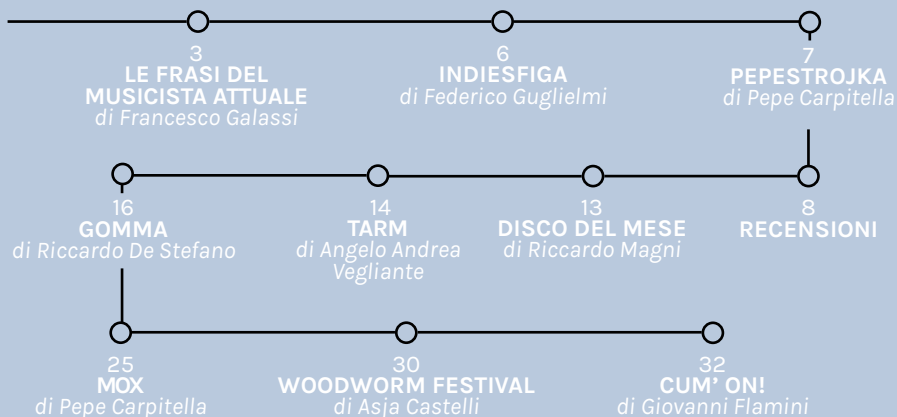 3
LE FRASI DEL
MUSICISTA ATTUALE
di Francesco Galassi
6
INDIESFIGA
di Federico Guglielmi
7
PEPESTROJKA
di Pepe Carpitella
8
RECENSIONI
13
DISCO DEL MESE
di Riccardo Magni
14
TARM
di Angelo Andrea
Vegliante
16
GOMMA
di Riccardo De Stefano
25
MOX
di Pepe Carpitella
30
WOODWORM FESTIVAL
di Asja Castelli
32
CUM’ ON!
di Giovanni Flamini